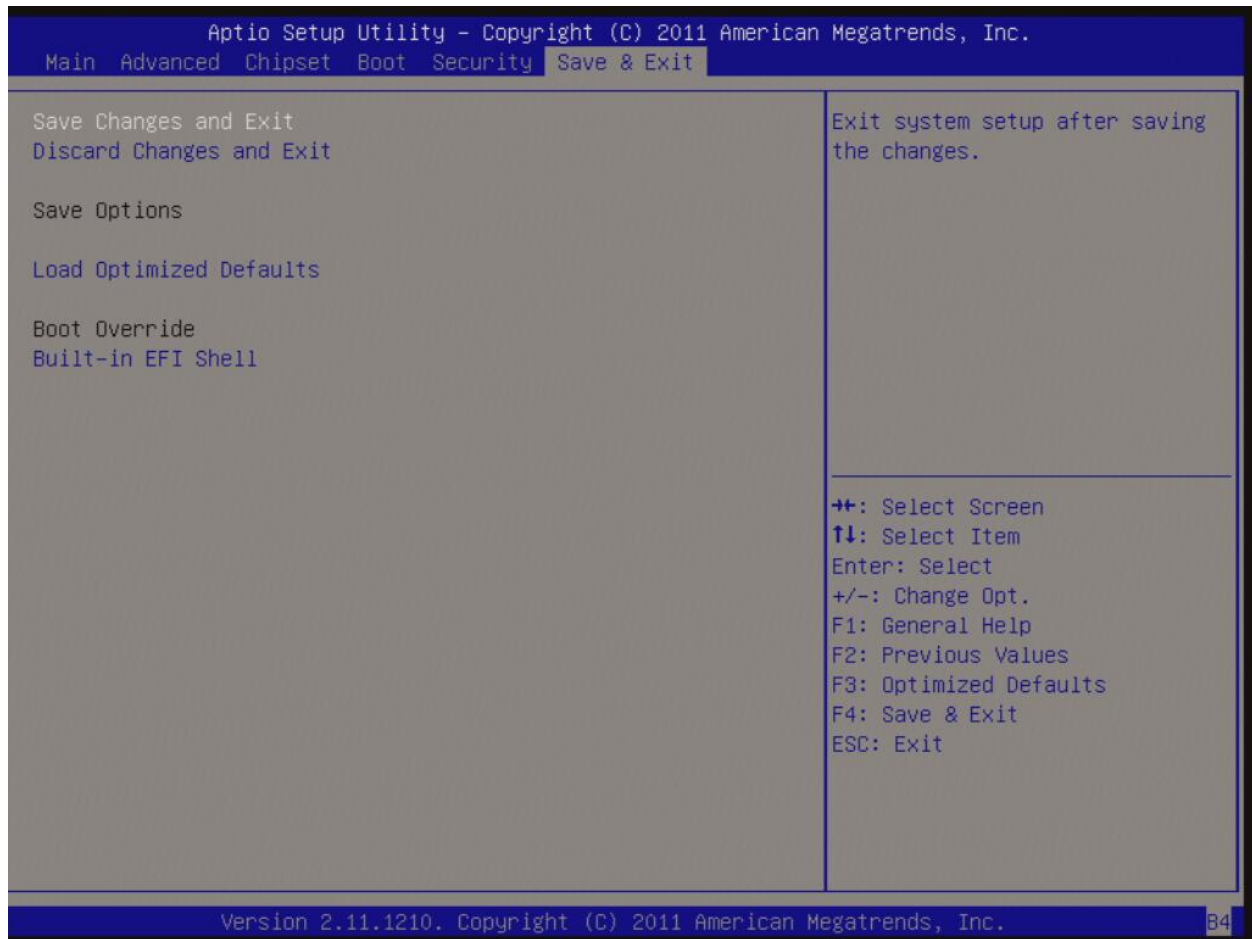 Aptio Setup Utility – Copyright (C) 2011 American Megatrends, Inc.
Main Advanced Chipset Boot Security Save & Exit
Save Changes and Exit
Discard Changes and Exit
Save Options
Load Optimized Defaults
Boot Override
Built-in EFI Shell
Exit system setup after saving
the changes.
→←: Select Screen
↑↓: Select Item
Enter: Select
+/-: Change Opt.
F1: General Help
F2: Previous Values
F3: Optimized Defaults
F4: Save & Exit
ESC: Exit
Version 2.11.1210. Copyright (C) 2011 American Megatrends, Inc.
B4